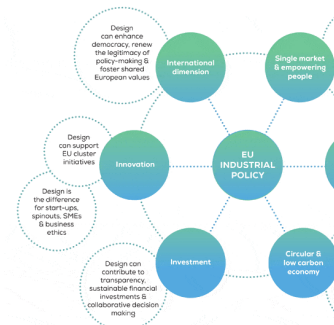 Design
can enhance
democracy, renew
the legitimacy of
policy-making &
foster shared
European values
International
dimension
Single market
& empowering
people
Design
can support
EU cluster
initiatives
Innovation
EU
INDUSTRIAL
POLICY
Design is
the difference
for start-ups,
spinouts, SMEs
& business
ethics
Investment
Circular &
low carbon
economy
Design can
contribute to
transparency,
sustainable financial
investments &
collaborative decision
making